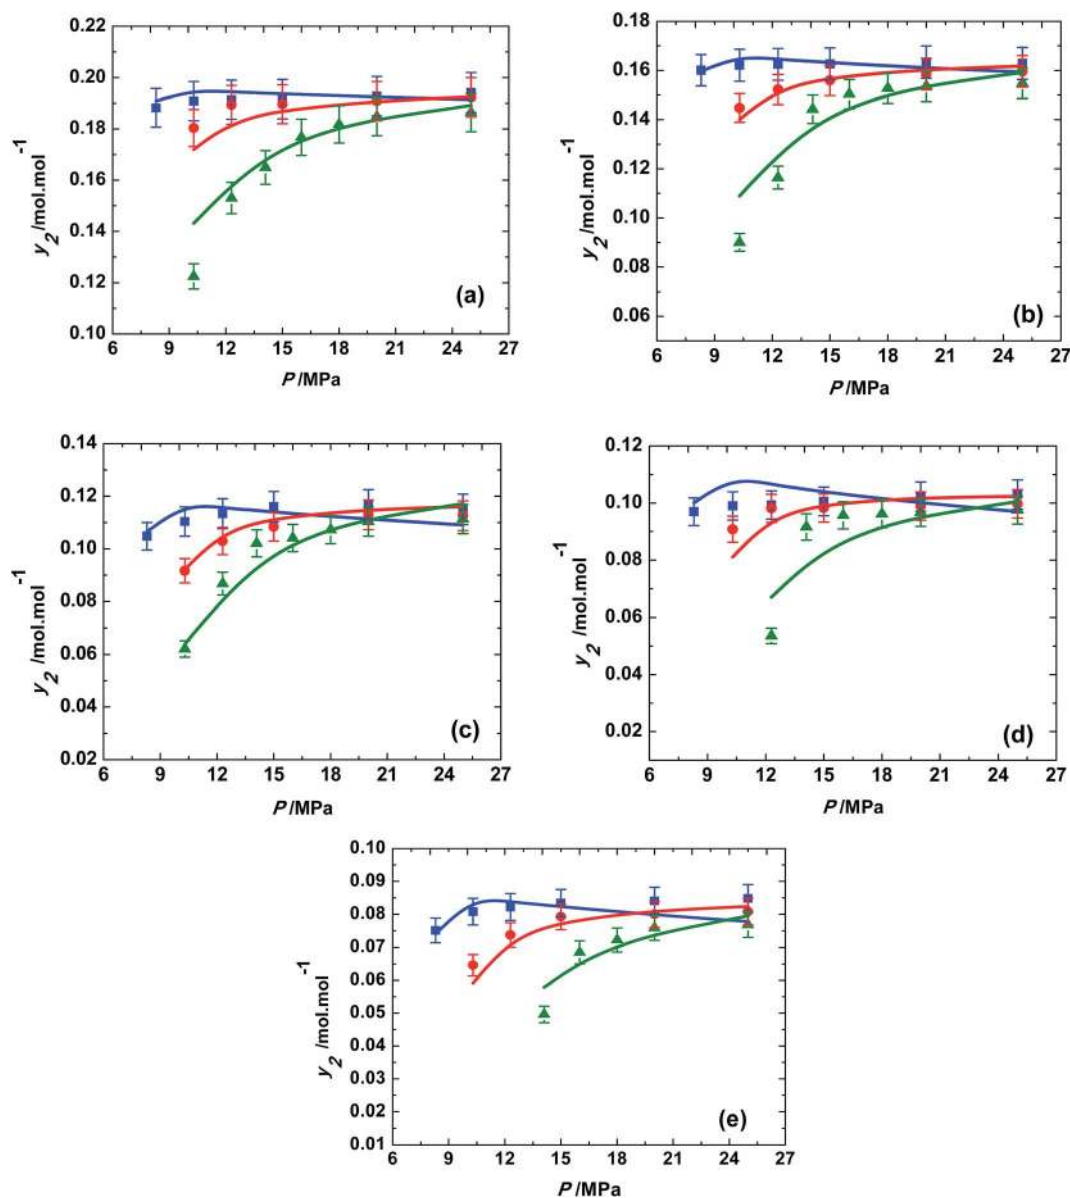 0.22
0.20
0.18
0.16
0.14
0.12
0.10
y2 /mol.mol-1
(a)
6 9 12 15 18 21 24 27
P /MPa
0.18
0.16
0.14
0.12
0.10
0.08
0.06
y2 /mol.mol-1
(b)
6 9 12 15 18 21 24 27
P /MPa
0.14
0.12
0.10
0.08
0.06
0.04
0.02
y2 /mol.mol-1
(c)
6 9 12 15 18 21 24 27
P /MPa
0.12
0.10
0.08
0.06
0.04
0.02
y2 /mol.mol-1
(d)
6 9 12 15 18 21 24 27
P /MPa
0.10
0.09
0.08
0.07
0.06
0.05
0.04
0.03
0.02
0.01
y2 /mol.mol-1
(e)
6 9 12 15 18 21 24 27
P /MPa